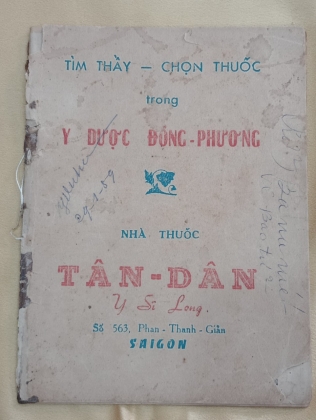 TÌM THẦY — CHỌN THUỐC
trong
Y DƯỢC ĐÔNG-PHƯƠNG
NHÀ THUỐC
TÂN-DÂN
Y Sĩ Long
Số 563, Phan-Thanh-Giản
SAIGON